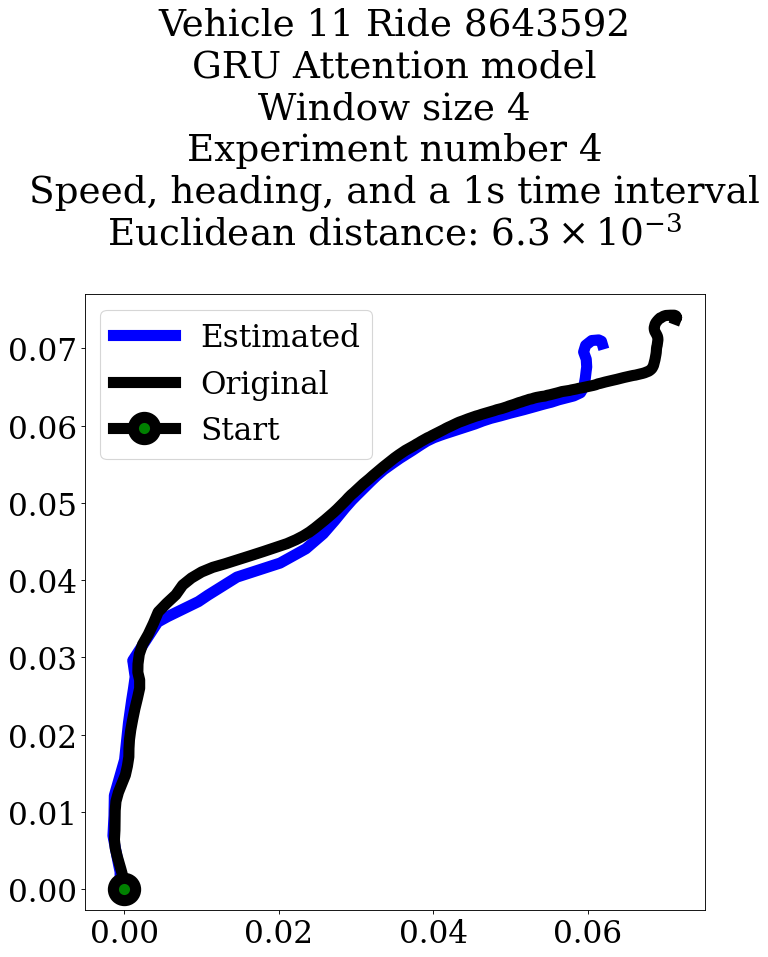 Vehicle 11 Ride 8643592
GRU Attention model
Window size 4
Experiment number 4
Speed, heading, and a 1s time interval
Euclidean distance: 6.3 × 10⁻³
Estimated
Original
Start
0.07
0.06
0.05
0.04
0.03
0.02
0.01
0.00
0.00 0.02 0.04 0.06